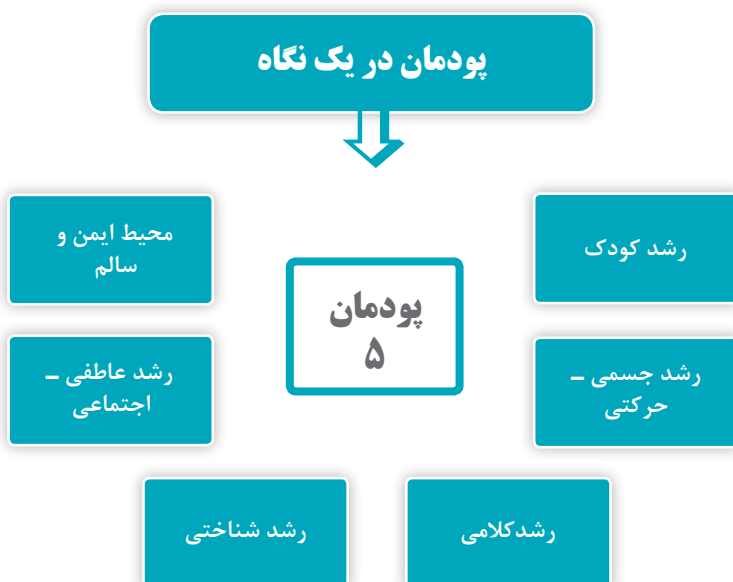 پودمان در یک نگاه
پودمان
۵
رشد کودک
رشد جسمی ـ
حرکتی
رشدکلامی
رشد شناختی
رشد عاطفی ـ
اجتماعی
محیط ایمن و
سالم